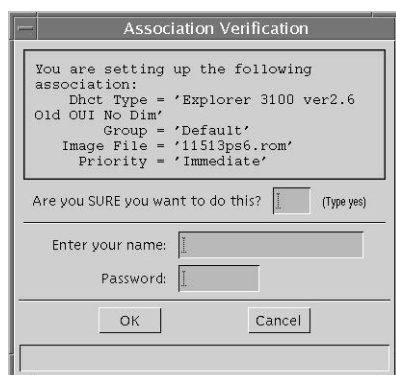 Association Verification
You are setting up the following
association:
Dhct Type = 'Explorer 3100 ver2.6
Old OUI No Dim'
Group = 'Default'
Image File = '11513ps6.rom'
Priority = 'Immediate'
Are you SURE you want to do this? (Type yes)
Enter your name:
Password:
OK Cancel